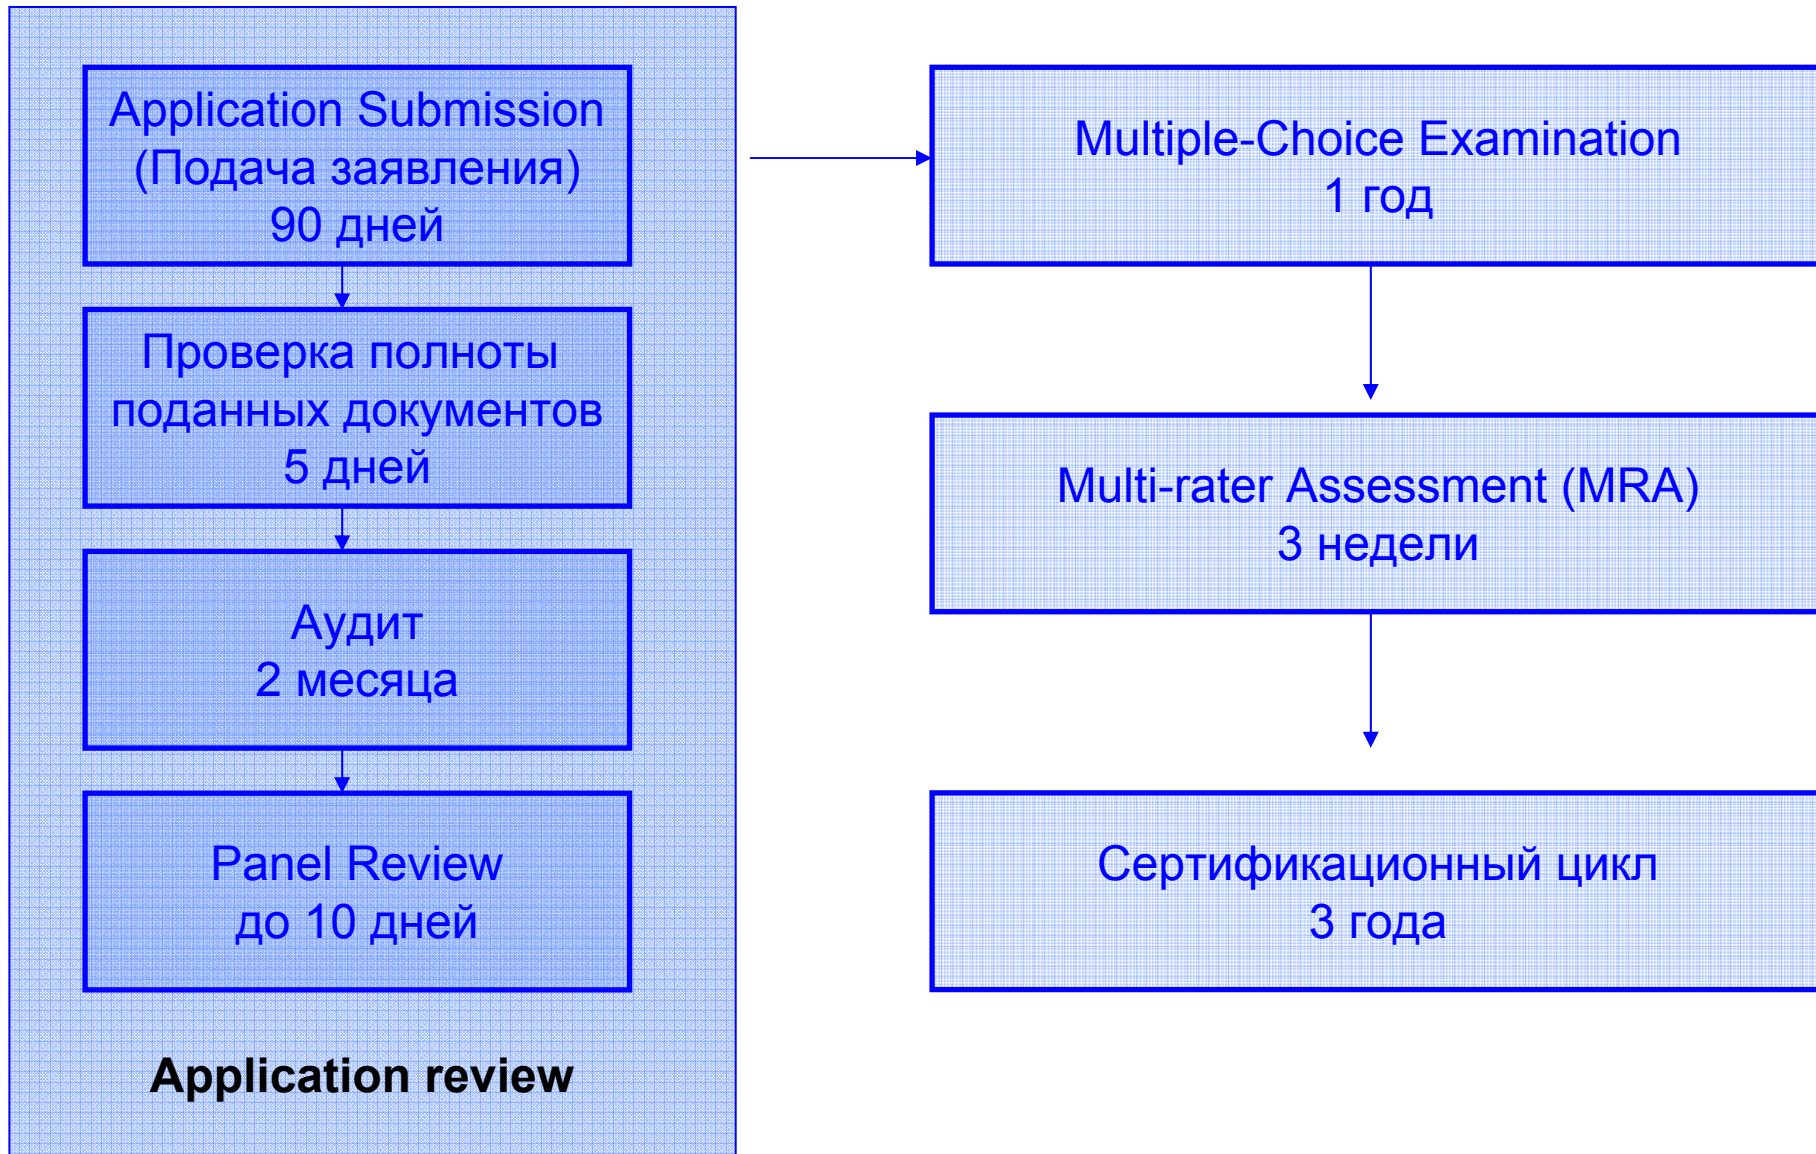 Application Submission
(Подача заявления)
90 дней
Проверка полноты
поданных документов
5 дней
Аудит
2 месяца
Panel Review
до 10 дней
Application review
Multiple-Choice Examination
1 год
Multi-rater Assessment (MRA)
3 недели
Сертификационный цикл
3 года